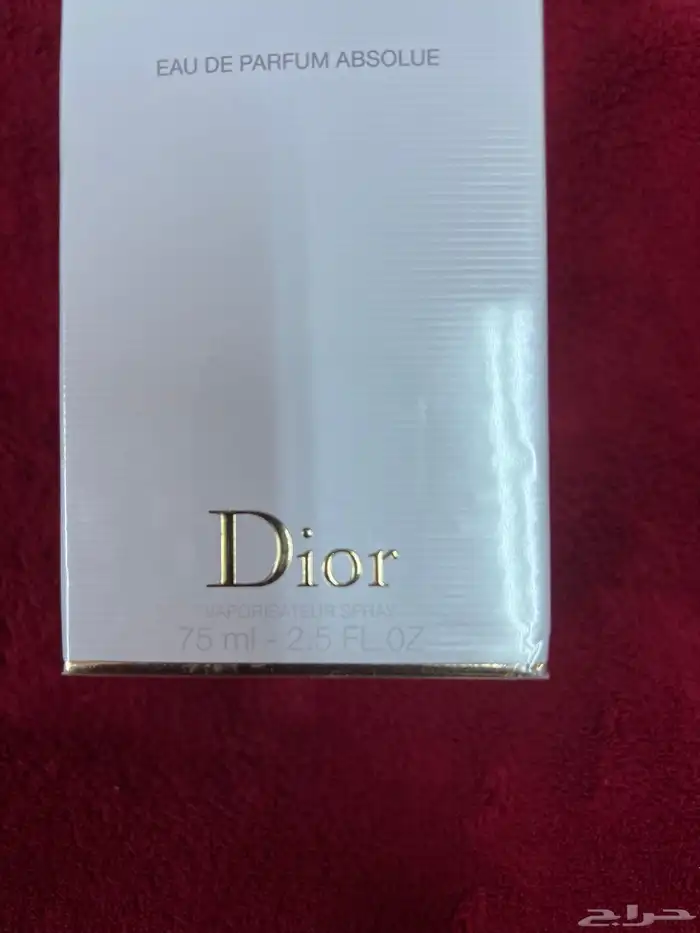 EAU DE PARFUM ABSOLUE
Dior
VAPORISATEUR SPRAY
75 ml - 2.5 FL.OZ
حراج